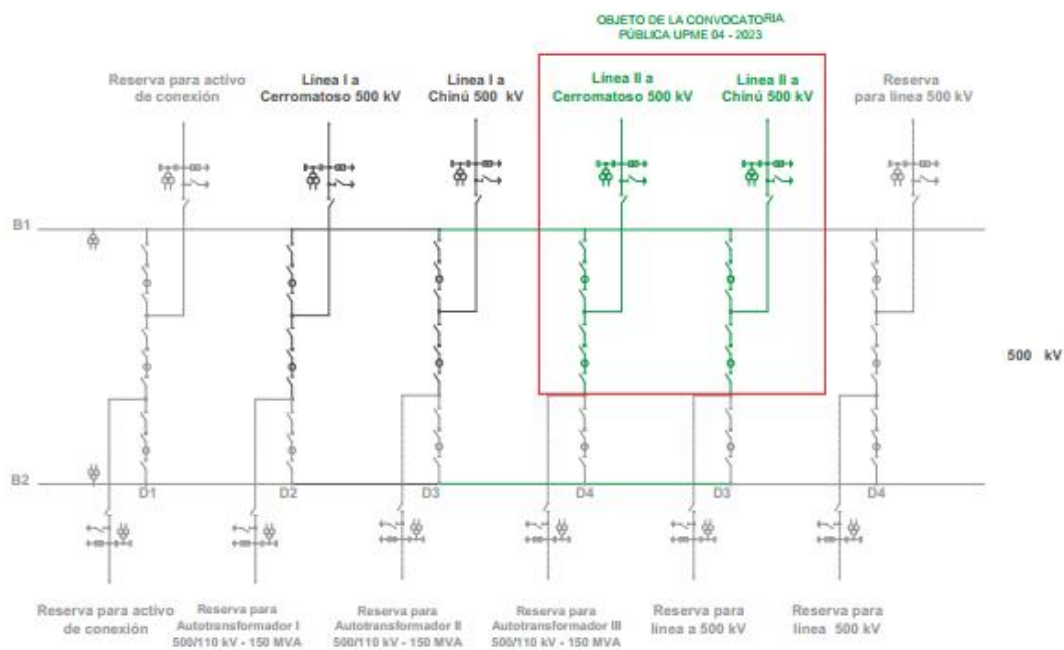 OBJETO DE LA CONVOCATORIA
PÚBLICA UPME 04 - 2023
Reserva para activo
de conexión
Línea I a
Cerromatoso 500 kV
Línea I a
Chinú 500 kV
Línea II a
Cerromatoso 500 kV
Línea II a
Chinú 500 kV
Reserva
para línea 500 kV
B1
500 kV
B2
D1
D2
D3
D4
D3
D4
Reserva para activo
de conexión
Reserva para
Autotransformador I
500/110 kV - 150 MVA
Reserva para
Autotransformador II
500/110 kV - 150 MVA
Reserva para
Autotransformador III
500/110 kV - 150 MVA
Reserva para
línea a 500 kV
Reserva para
línea 500 kV